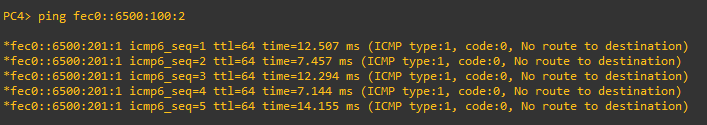 PC4> ping fec0::6500:100:2
*fec0::6500:201:1 icmp6_seq=1 ttl=64 time=12.507 ms (ICMP type:1, code:0, No route to destination)
*fec0::6500:201:1 icmp6_seq=2 ttl=64 time=7.457 ms (ICMP type:1, code:0, No route to destination)
*fec0::6500:201:1 icmp6_seq=3 ttl=64 time=12.294 ms (ICMP type:1, code:0, No route to destination)
*fec0::6500:201:1 icmp6_seq=4 ttl=64 time=7.144 ms (ICMP type:1, code:0, No route to destination)
*fec0::6500:201:1 icmp6_seq=5 ttl=64 time=14.155 ms (ICMP type:1, code:0, No route to destination)